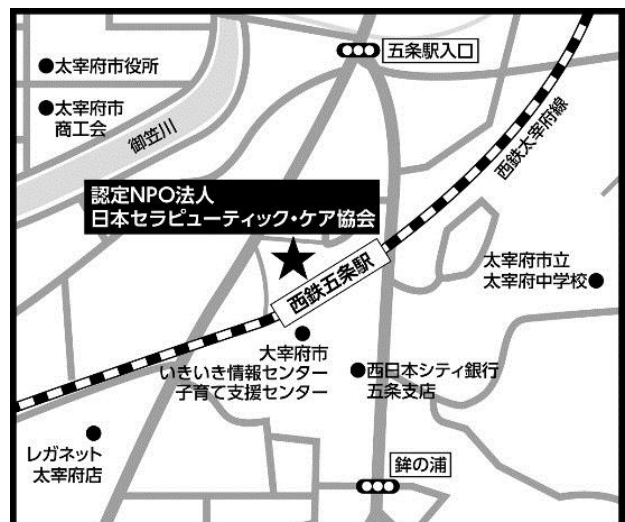 五条駅入口
太宰府市役所
太宰府市
商工会
御笠川
西鉄太宰府線
認定NPO法人
日本セラピューティック・ケア協会
西鉄五条駅
太宰府市立
太宰府中学校
大宰府市
いきいき情報センター
子育て支援センター
西日本シティ銀行
五条支店
レガネット
太宰府店
鉾の浦